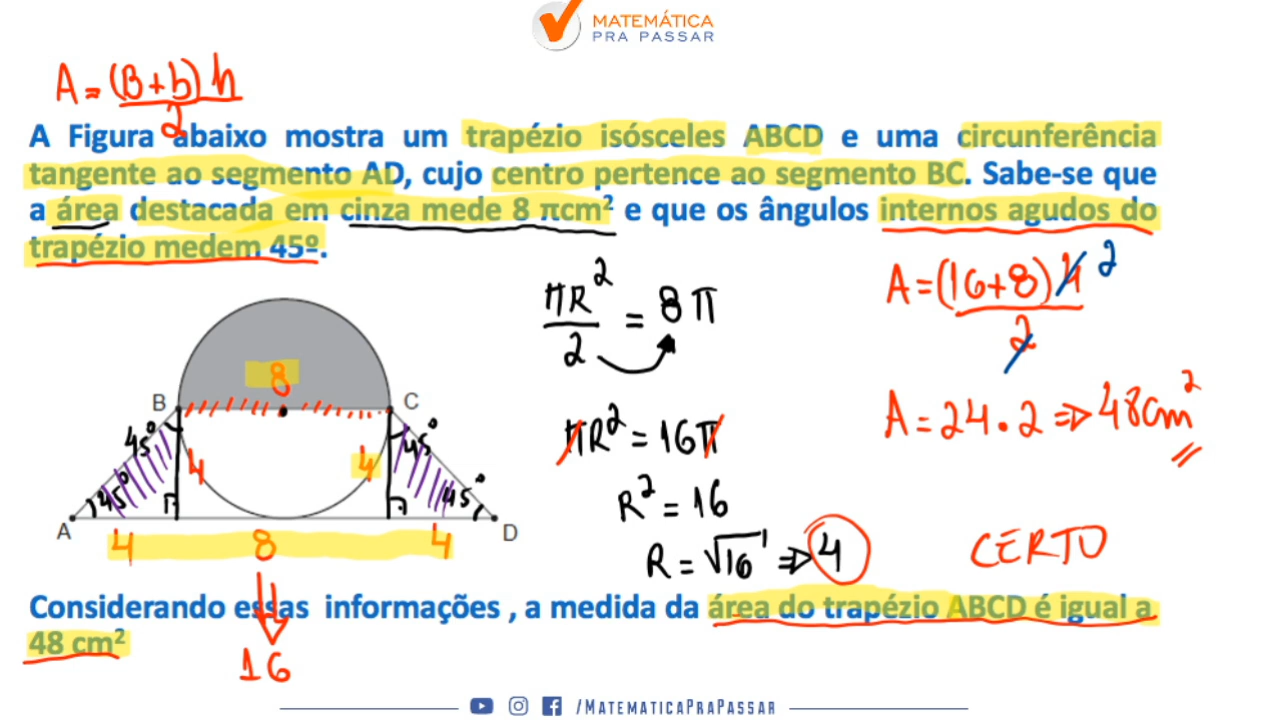 MATEMÁTICA
PRA PASSAR
A = (B+b) h
2
A Figura abaixo mostra um trapézio isósceles ABCD e uma circunferência
tangente ao segmento AD, cujo centro pertence ao segmento BC. Sabe-se que
a área destacada em cinza mede 8 πcm² e que os ângulos internos agudos do
trapézio medem 45º.
πR²
2
= 8π
πR² = 16π
R² = 16
R = √16 ⇒ 4
A = (16+8) 4 2
2
A = 24 . 2 ⇒ 48cm²
CERTO
8
B
C
45°
45°
4
4
45°
45°
A
D
4
8
4
Considerando essas informações , a medida da área do trapézio ABCD é igual a
48 cm²
16
/MATEMATICAPRAPASSAR